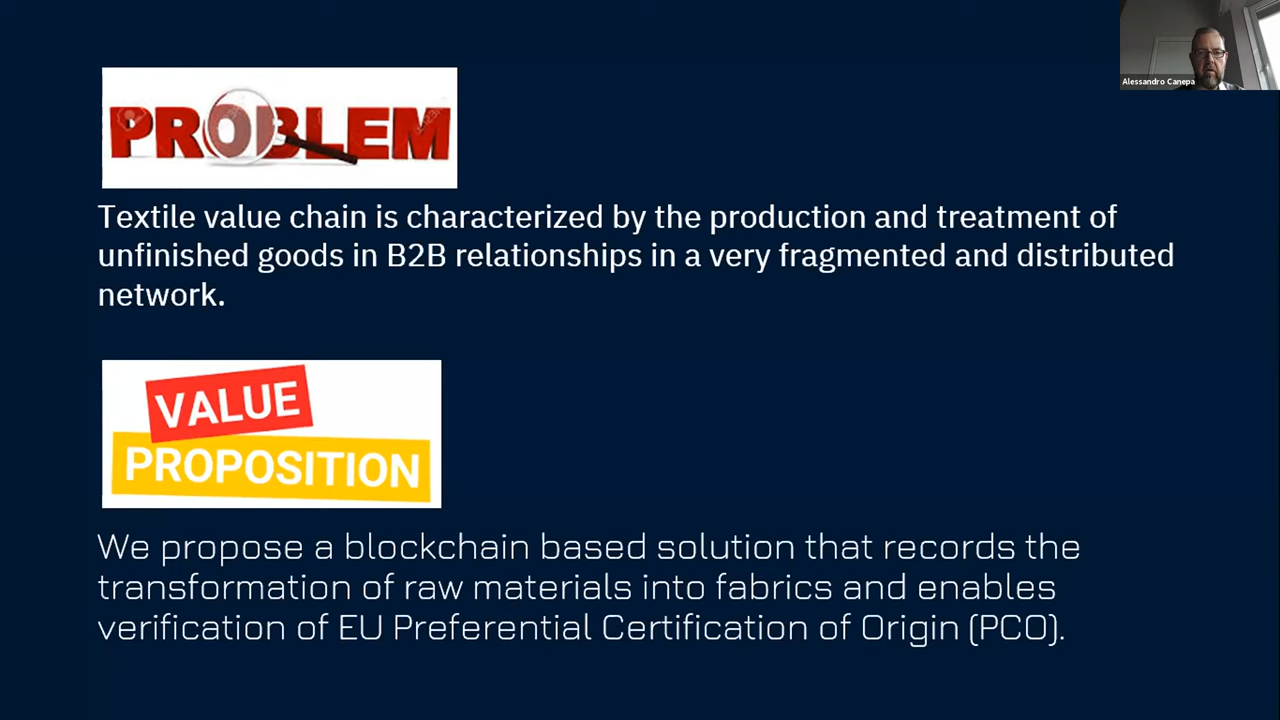 Alessandro Canepa
PROBLEM
Textile value chain is characterized by the production and treatment of
unfinished goods in B2B relationships in a very fragmented and distributed
network.
VALUE
PROPOSITION
We propose a blockchain based solution that records the
transformation of raw materials into fabrics and enables
verification of EU Preferential Certification of Origin (PCO).